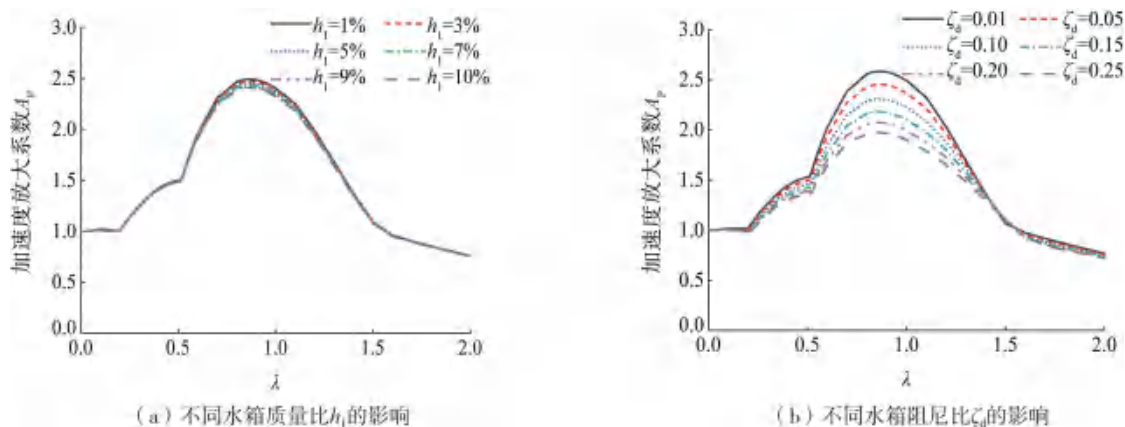 3.0
2.5
2.0
1.5
1.0
0.5
0.0
加速度放大系数Aₚ
h₁=1%
h₁=3%
h₁=5%
h₁=7%
h₁=9%
h₁=10%
0.0
0.5
1.0
1.5
2.0
λ
(a)不同水箱质量比h₁的影响
3.0
2.5
2.0
1.5
1.0
0.5
0.0
加速度放大系数Aₚ
ζd=0.01
ζd=0.05
ζd=0.10
ζd=0.15
ζd=0.20
ζd=0.25
0.0
0.5
1.0
1.5
2.0
λ
(b)不同水箱阻尼比ζd的影响